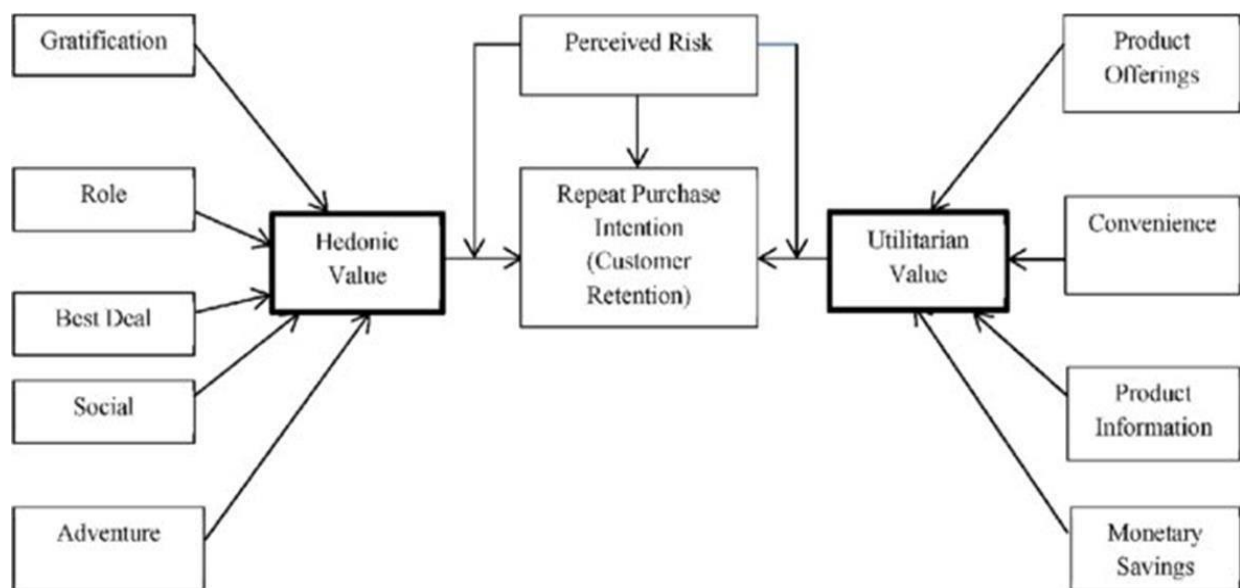 Gratification
Perceived Risk
Product
Offerings
Role
Repeat Purchase
Intention
(Customer
Retention)
Hedonic
Value
Utilitarian
Value
Convenience
Best Deal
Social
Product
Information
Adventure
Monetary
Savings